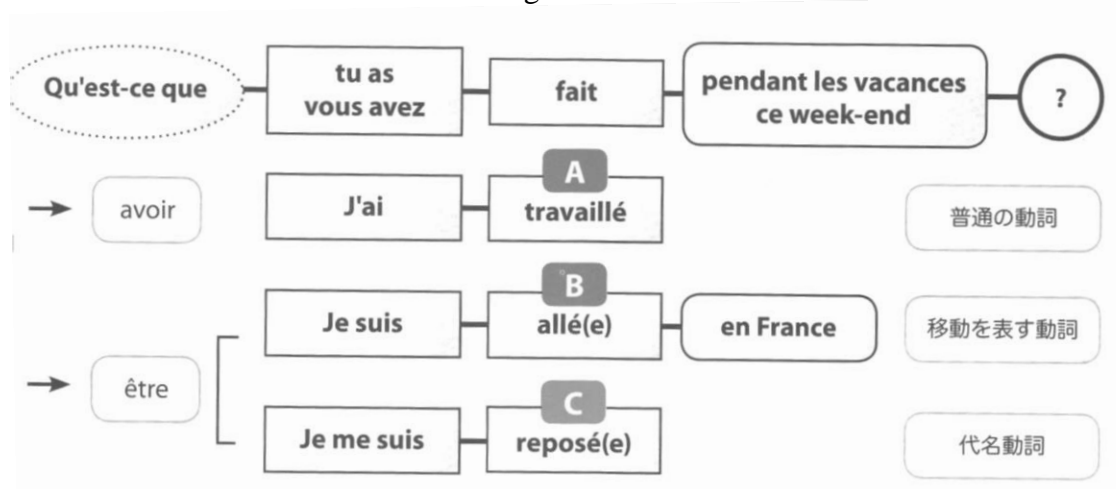 Qu'est-ce que
tu as
vous avez
fait
pendant les vacances
ce week-end
?
avoir
J'ai
A
travaillé
普通の動詞
être
Je suis
B
allé(e)
en France
移動を表す動詞
Je me suis
C
reposé(e)
代名動詞